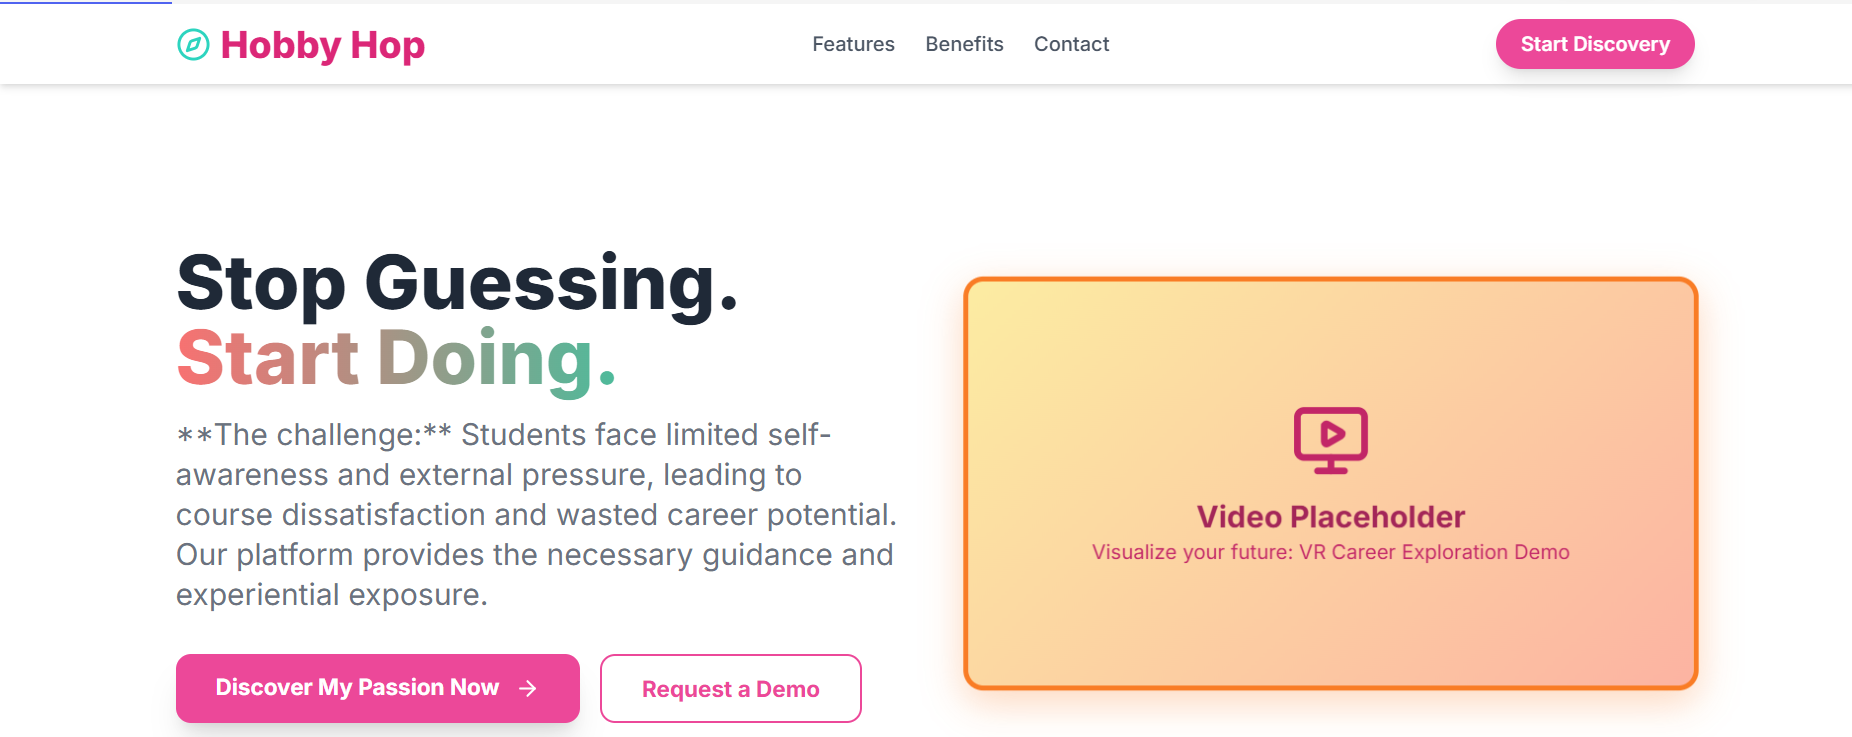 Hobby Hop
Features
Benefits
Contact
Start Discovery
Stop Guessing.
Start Doing.
**The challenge:** Students face limited self-
awareness and external pressure, leading to
course dissatisfaction and wasted career potential.
Our platform provides the necessary guidance and
experiential exposure.
Discover My Passion Now
Request a Demo
Video Placeholder
Visualize your future: VR Career Exploration Demo